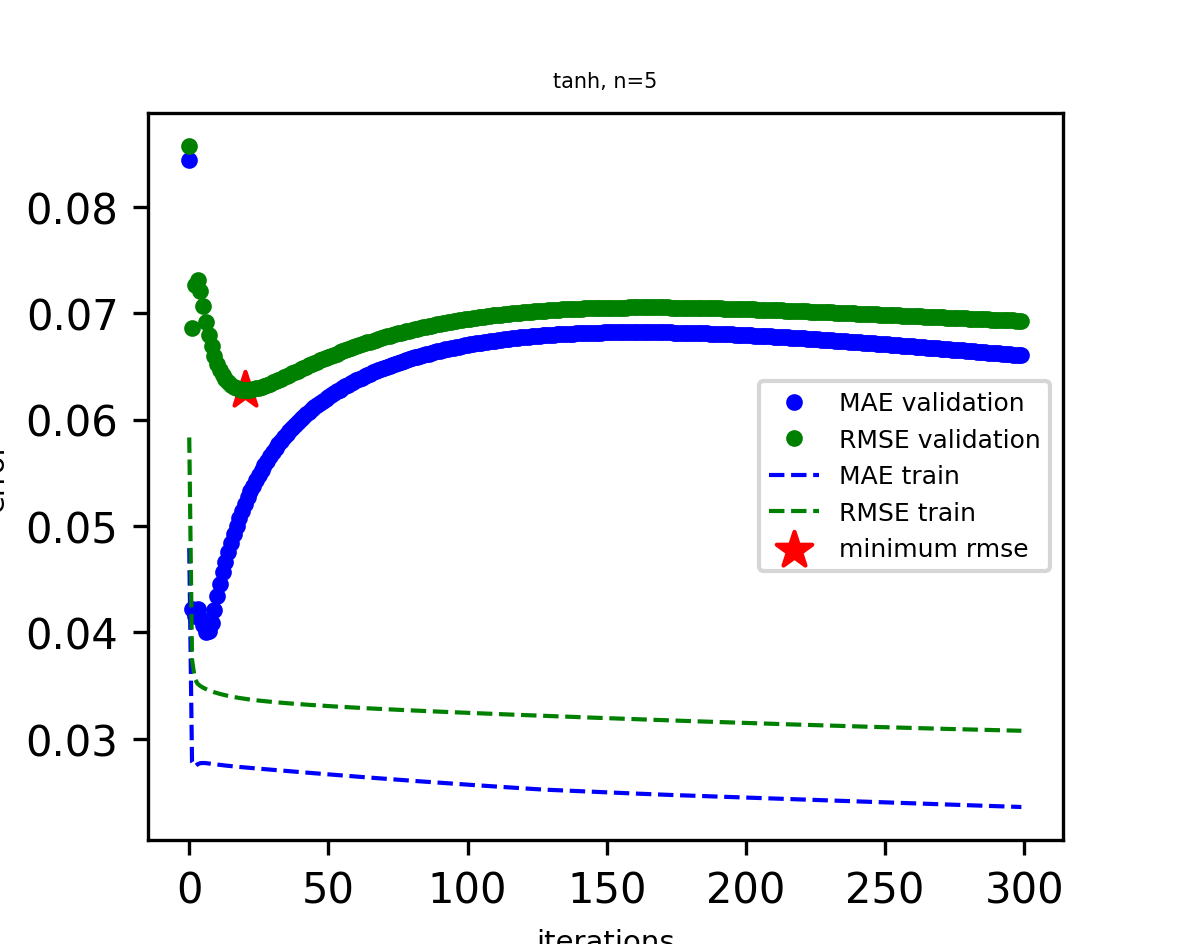 tanh, n=5
0.08
0.07
0.06
0.05
0.04
0.03
MAE validation
RMSE validation
MAE train
RMSE train
minimum rmse
0 50 100 150 200 250 300
iterations